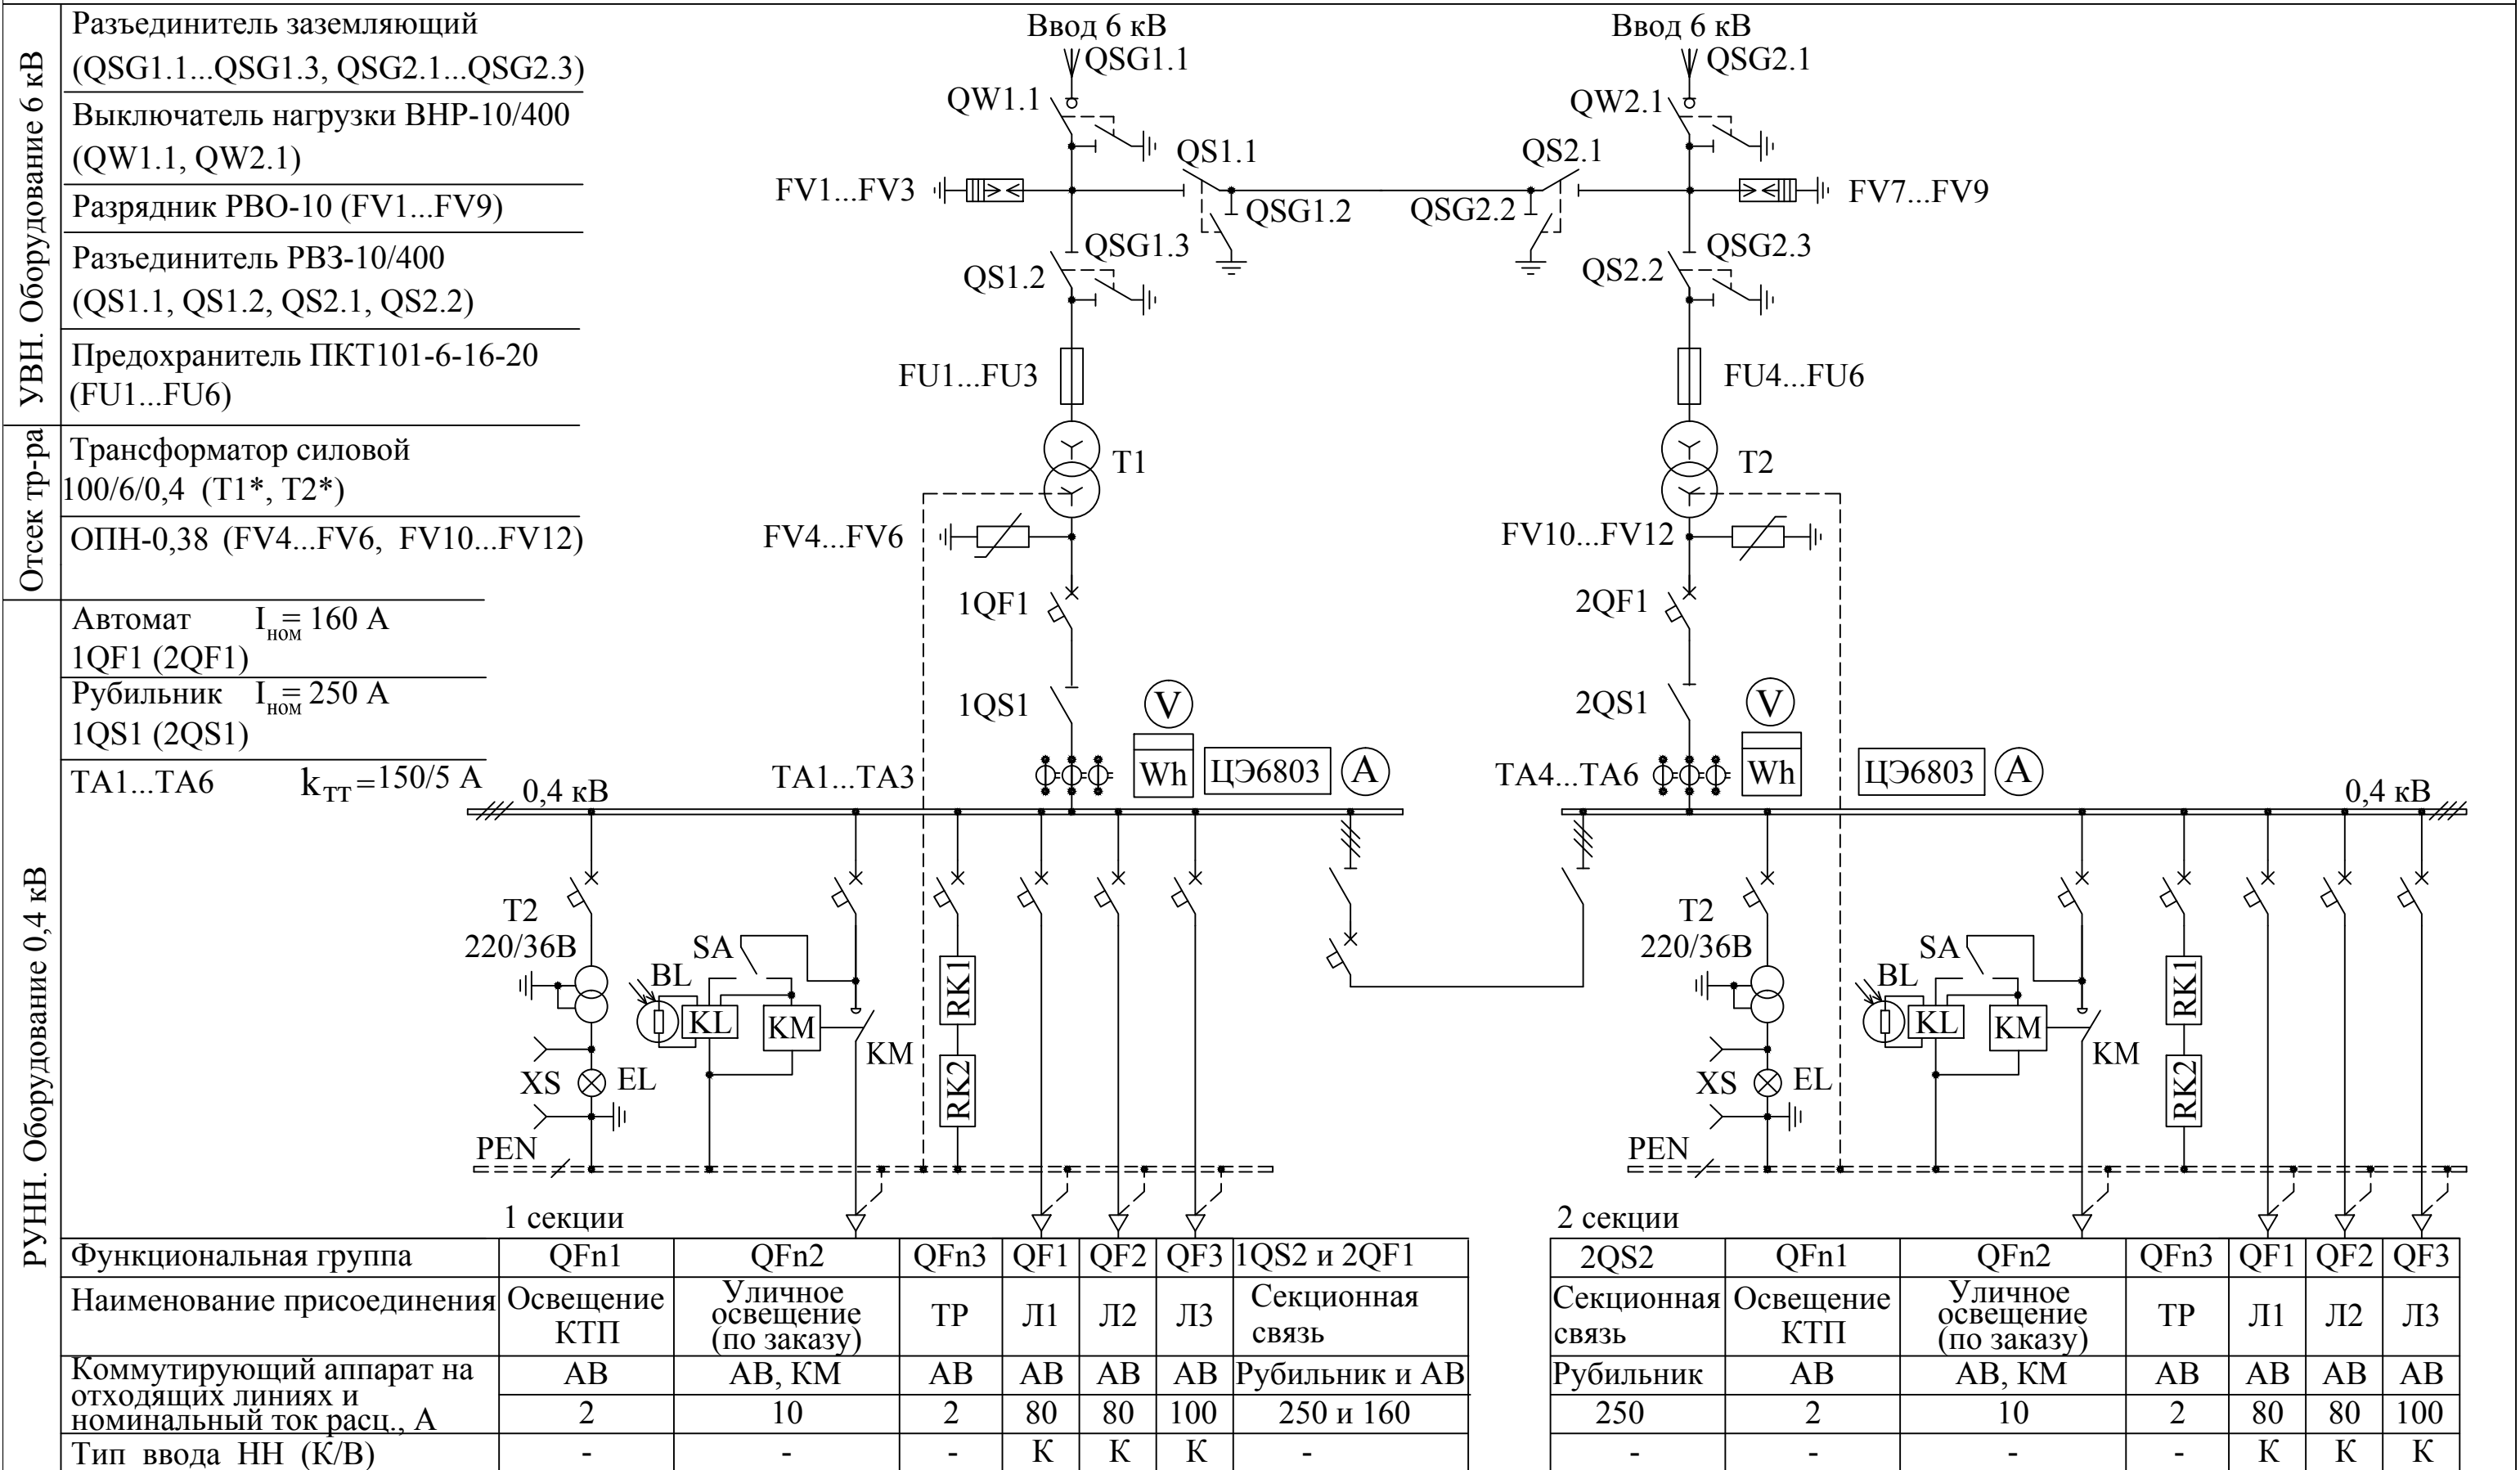 Разъединитель заземляющий
(QSG1.1...QSG1.3, QSG2.1...QSG2.3)
Выключатель нагрузки ВНР-10/400
(QW1.1, QW2.1)
Разрядник РВО-10 (FV1...FV9)
Разъединитель РВЗ-10/400
(QS1.1, QS1.2, QS2.1, QS2.2)
Предохранитель ПКТ101-6-16-20
(FU1...FU6)
УВН. Оборудование 6 кВ
Трансформатор силовой
100/6/0,4 (Т1*, Т2*)
ОПН-0,38 (FV4...FV6, FV10...FV12)
Отсек тр-ра
Автомат Iном = 160 А
1QF1 (2QF1)
Рубильник Iном = 250 А
1QS1 (2QS1)
ТА1...ТА6 kТТ = 150/5 А
РУНН. Оборудование 0,4 кВ
Ввод 6 кВ
QSG1.1
QW1.1
QS1.1
FV1...FV3
QSG1.2
QSG1.3
QS1.2
FU1...FU3
Т1
FV4...FV6
1QF1
1QS1
V
Wh
ЦЭ6803
A
ТА1...ТА3
0,4 кВ
Ввод 6 кВ
QSG2.1
QW2.1
QS2.1
FV7...FV9
QSG2.2
QSG2.3
QS2.2
FU4...FU6
Т2
FV10...FV12
2QF1
2QS1
V
Wh
ЦЭ6803
A
ТА4...ТА6
0,4 кВ
Т2
220/36В
SA
BL
KL
KM
KM
RK1
RK2
XS
EL
PEN
1 секции
Т2
220/36В
SA
BL
KL
KM
KM
RK1
RK2
XS
EL
PEN
2 секции
Функциональная группа QFn1 QFn2 QFn3 QF1 QF2 QF3 1QS2 и 2QF1 2QS2 QFn1 QFn2 QFn3 QF1 QF2 QF3
Наименование присоединения Освещение КТП Уличное освещение (по заказу) ТР Л1 Л2 Л3 Секционная связь Секционная связь Освещение КТП Уличное освещение (по заказу) ТР Л1 Л2 Л3
Коммутирующий аппарат на АВ АВ, КМ АВ АВ АВ АВ Рубильник и АВ Рубильник АВ АВ, КМ АВ АВ АВ АВ
отходящих линиях и
номинальный ток расц., А 2 10 2 80 80 100 250 и 160 250 2 10 2 80 80 100
Тип ввода НН (К/В) - - - К К К - - - - - К К К